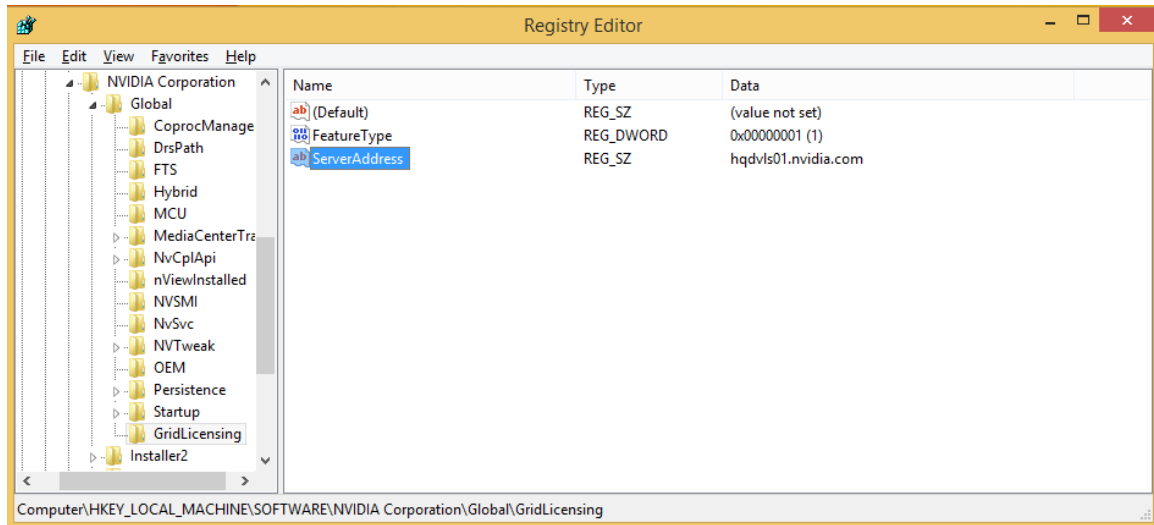 Registry Editor
File Edit View Favorites Help
NVIDIA Corporation
Global
CoprocManage
DrsPath
FTS
Hybrid
MCU
MediaCenterTra
NvCplApi
nViewInstalled
NVSMI
NvSvc
NVTweak
OEM
Persistence
Startup
GridLicensing
Installer2
Name Type Data
(Default) REG_SZ (value not set)
FeatureType REG_DWORD 0x00000001 (1)
ServerAddress REG_SZ hqdvls01.nvidia.com
Computer\HKEY_LOCAL_MACHINE\SOFTWARE\NVIDIA Corporation\Global\GridLicensing